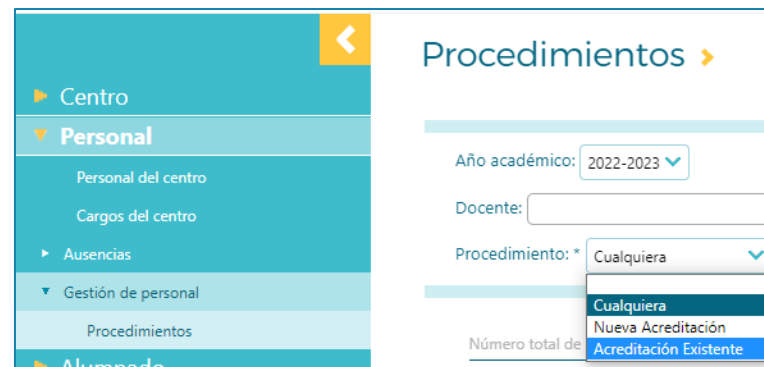 Centro
Personal
Personal del centro
Cargos del centro
Ausencias
Gestión de personal
Procedimientos
Alumnado
Procedimientos
Año académico: 2022-2023
Docente:
Procedimiento: * Cualquiera
Cualquiera
Nueva Acreditación
Acreditación Existente
Número total de